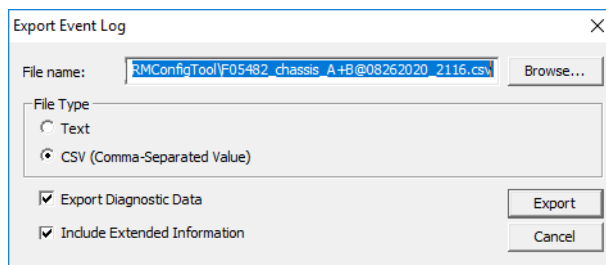 Export Event Log
File name: RMConfigTool\F05482_chassis_A+B@08262020_2116.csv Browse...
File Type
Text
CSV (Comma-Separated Value)
Export Diagnostic Data
Export
Include Extended Information
Cancel